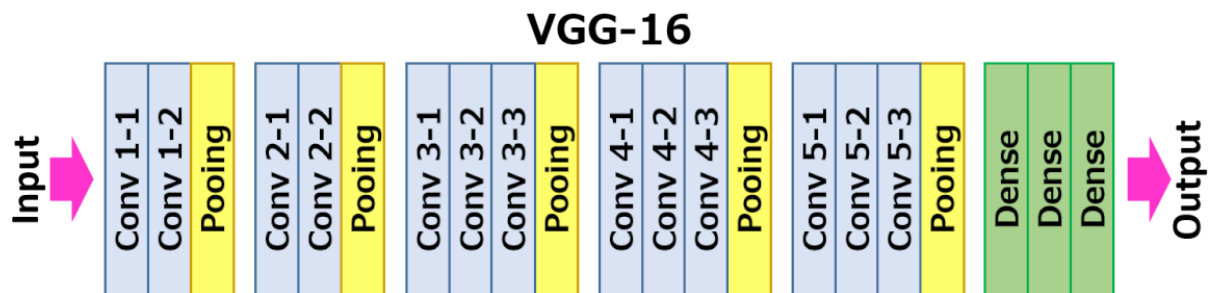 VGG-16
Input
Conv 1-1
Conv 1-2
Pooing
Conv 2-1
Conv 2-2
Pooing
Conv 3-1
Conv 3-2
Conv 3-3
Pooing
Conv 4-1
Conv 4-2
Conv 4-3
Pooing
Conv 5-1
Conv 5-2
Conv 5-3
Pooing
Dense
Dense
Dense
Output